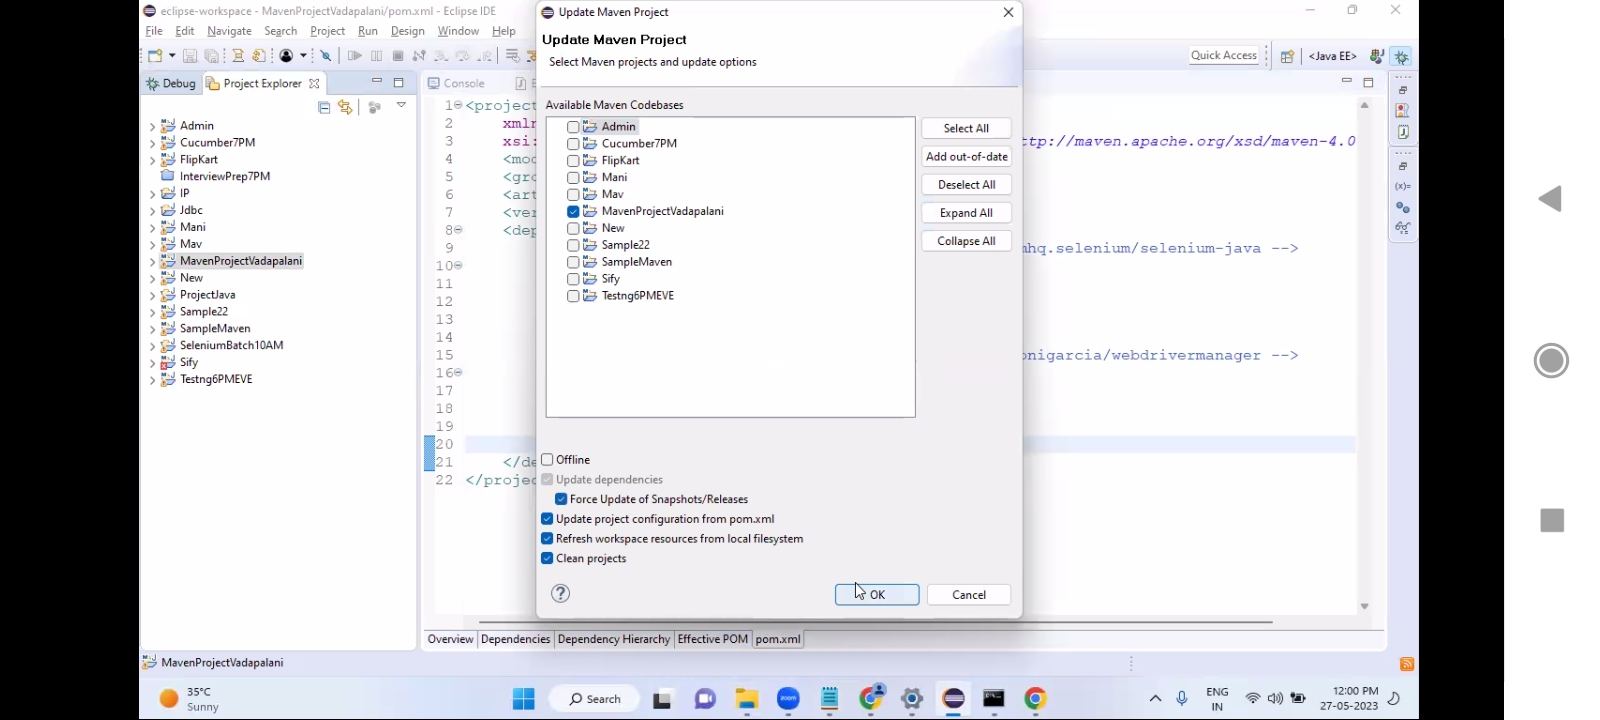 eclipse-workspace - MavenProjectVadapalani/pom.xml - Eclipse IDE
File Edit Navigate Search Project Run Design Window Help
Quick Access
<Java EE>
Debug
Project Explorer
Admin
Cucumber7PM
FlipKart
InterviewPrep7PM
IP
Jdbc
Mani
Mav
MavenProjectVadapalani
New
ProjectJava
Sample22
SampleMaven
SeleniumBatch10AM
Sify
Testng6PMEVE
Console
1 <project
2 xmln
3 xsi: ttp://maven.apache.org/xsd/maven-4.0
4 <mod
5 <gro
6 <art
7 <ver
8 <dep
9 mhq.selenium/selenium-java -->
10
11
12
13
14
15 onigarcia/webdrivermanager -->
16
17
18
19
20
21 </de
22 </projec
Update Maven Project
Update Maven Project
Select Maven projects and update options
Available Maven Codebases
Admin
Cucumber7PM
FlipKart
Mani
Mav
MavenProjectVadapalani
New
Sample22
SampleMaven
Sify
Testng6PMEVE
Select All
Add out-of-date
Deselect All
Expand All
Collapse All
Offline
Update dependencies
Force Update of Snapshots/Releases
Update project configuration from pom.xml
Refresh workspace resources from local filesystem
Clean projects
?
OK
Cancel
(x)=
Overview Dependencies Dependency Hierarchy Effective POM pom.xml
MavenProjectVadapalani
35°C
Sunny
Search
zoom
ENG
IN
12:00 PM
27-05-2023